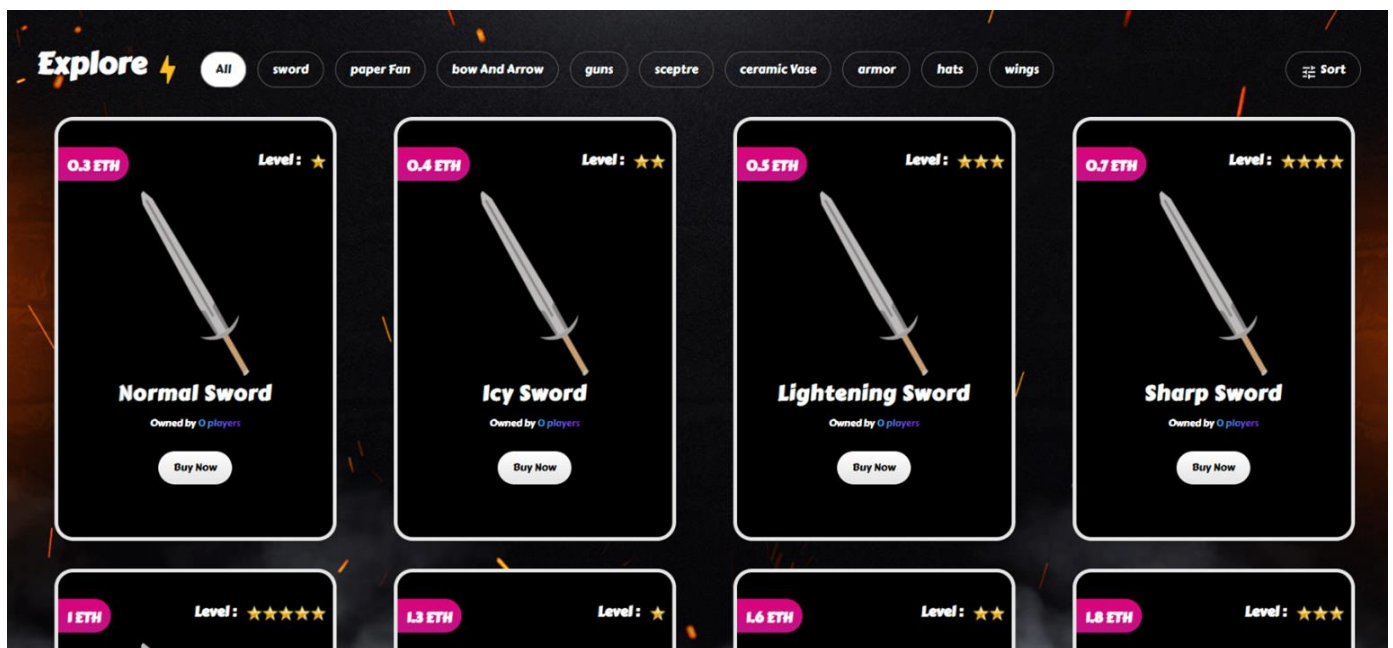 Explore All sword paper Fan bow And Arrow guns sceptre ceramic Vase armor hats wings Sort
0.3 ETH Level : 0.4 ETH Level : 0.5 ETH Level : 0.7 ETH Level :
Normal Sword Icy Sword Lightening Sword Sharp Sword
Owned by 0 players Owned by 0 players Owned by 0 players Owned by 0 players
Buy Now Buy Now Buy Now Buy Now
1 ETH Level : 1.3 ETH Level : 1.6 ETH Level : 1.8 ETH Level :